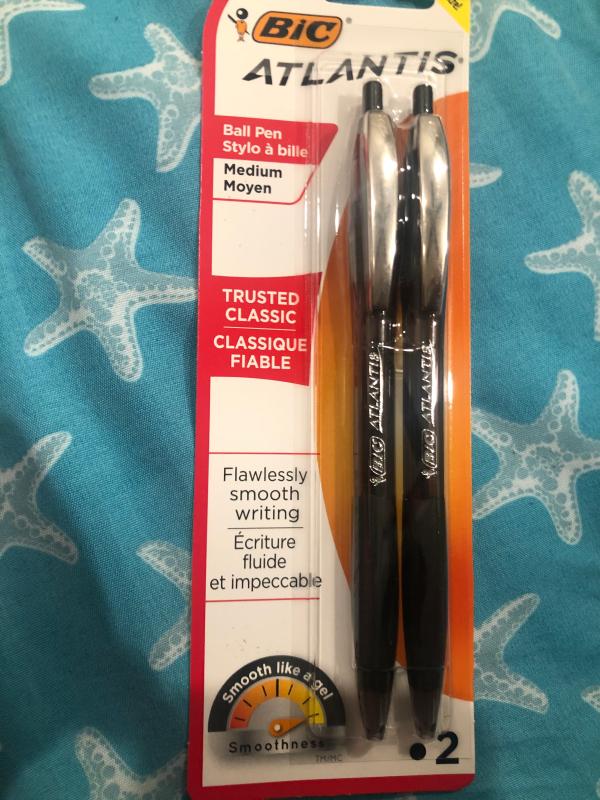 BIC
ATLANTIS®
Ball Pen
Stylo à bille
Medium
Moyen
TRUSTED
CLASSIC
CLASSIQUE
FIABLE
Flawlessly
smooth
writing
Écriture
fluide
et impeccable
Smooth like a gel
Smoothness
TM/MC
BIC ATLANTIS
BIC ATLANTIS
2